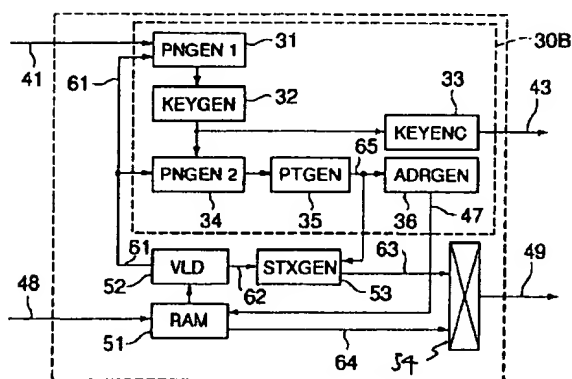 PNGEN 1
31
30B
41
61
KEYGEN
32
33
43
KEYENC
65
PNGEN 2
PTGEN
ADRGEN
34
35
36
47
61
VLD
STXGEN
63
49
52
62
53
48
RAM
51
64
54